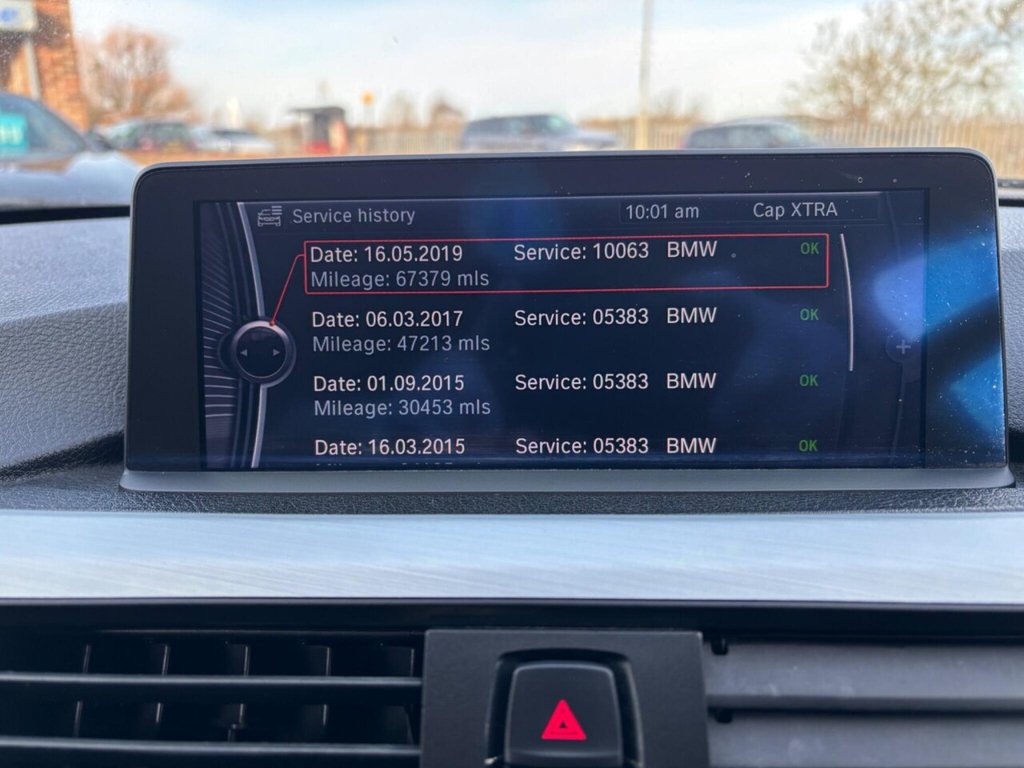 Service history 10:01 am Cap XTRA
Date: 16.05.2019 Service: 10063 BMW OK
Mileage: 67379 mls
Date: 06.03.2017 Service: 05383 BMW OK
Mileage: 47213 mls
Date: 01.09.2015 Service: 05383 BMW OK
Mileage: 30453 mls
Date: 16.03.2015 Service: 05383 BMW OK